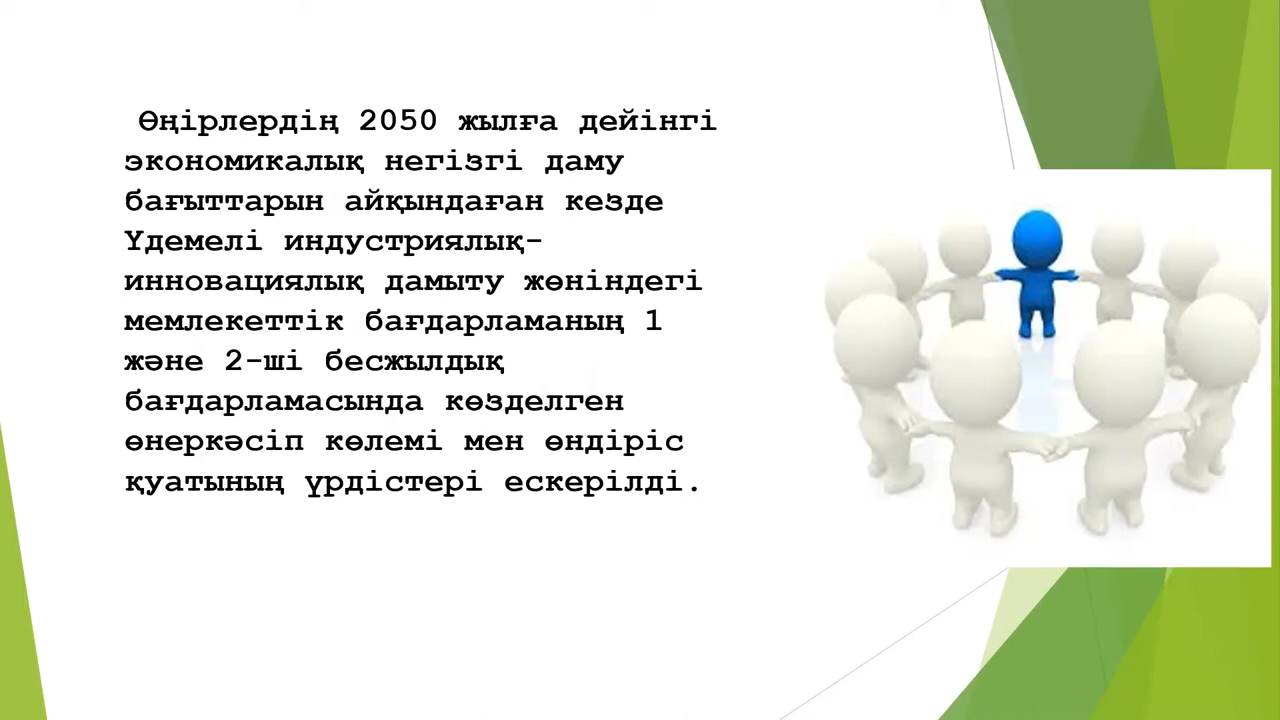 Өңірлердің 2050 жылға дейінгі
экономикалық негізгі даму
бағыттарын айқындаған кезде
Үдемелі индустриялық-
инновациялық дамыту жөніндегі
мемлекеттік бағдарламаның 1
және 2-ші бесжылдық
бағдарламасында көзделген
өнеркәсіп көлемі мен өндіріс
қуатының үрдістері ескерілді.